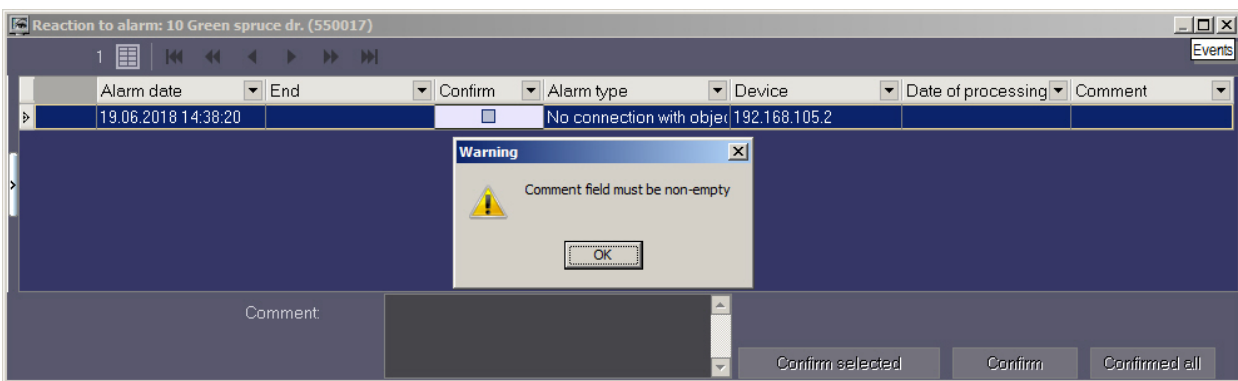 Reaction to alarm: 10 Green spruce dr. (550017)
1
Events
Alarm date End Confirm Alarm type Device Date of processing Comment
19.06.2018 14:38:20 No connection with objec 192.168.105.2
Warning
Comment field must be non-empty
OK
Comment:
Confirm selected Confirm Confirmed all